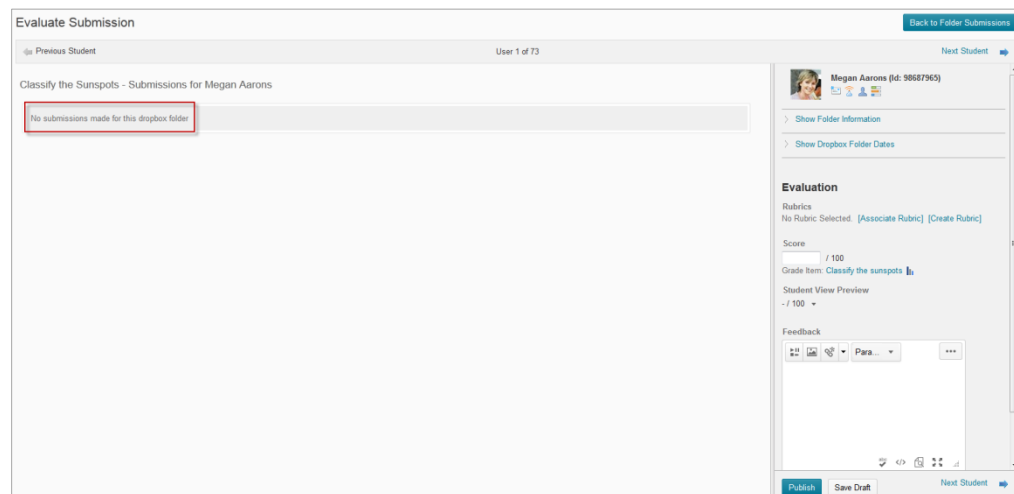 Evaluate Submission
Back to Folder Submissions
Previous Student
User 1 of 73
Next Student
Classify the Sunspots - Submissions for Megan Aarons
No submissions made for this dropbox folder
Megan Aarons (Id: 98687965)
Show Folder Information
Show Dropbox Folder Dates
Evaluation
Rubrics
No Rubric Selected. [Associate Rubric] [Create Rubric]
Score
/ 100
Grade Item: Classify the sunspots
Student View Preview
- / 100
Feedback
Para...
Publish
Save Draft
Next Student